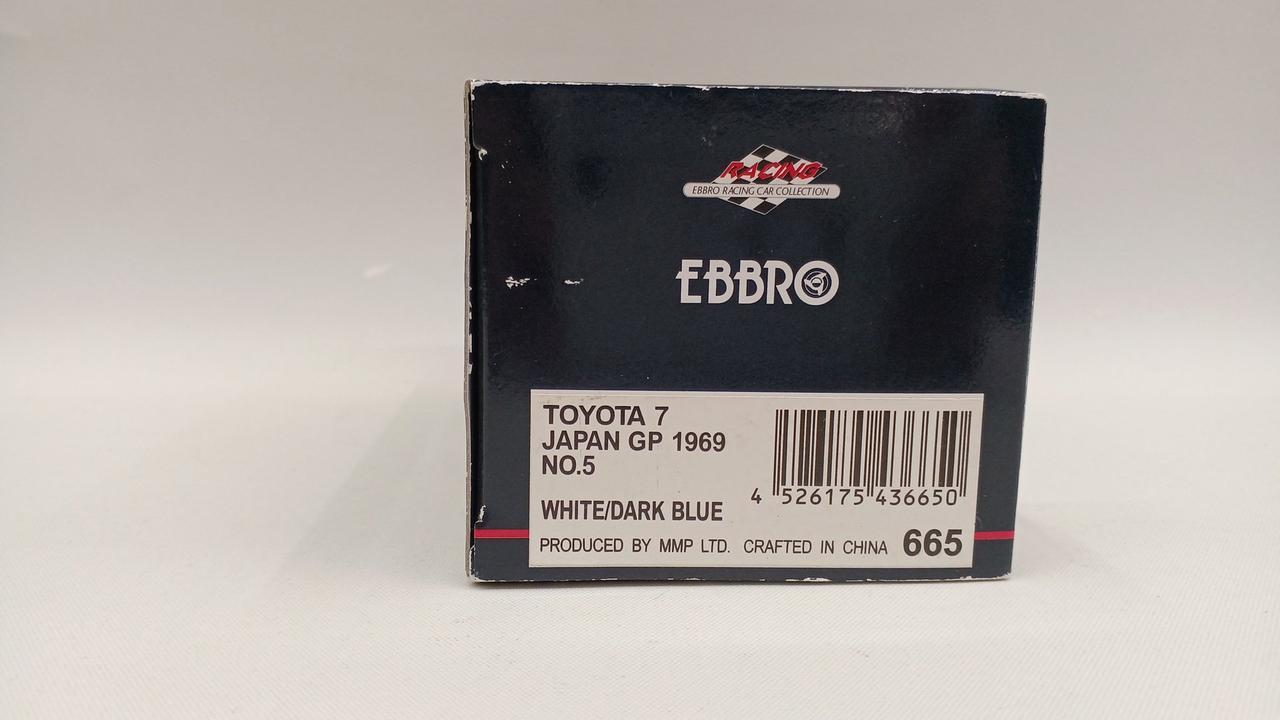 RACING
EBBRO RACING CAR COLLECTION
EBBRO
TOYOTA 7
JAPAN GP 1969
NO.5
WHITE/DARK BLUE
4 526175 436650
PRODUCED BY MMP LTD. CRAFTED IN CHINA 665